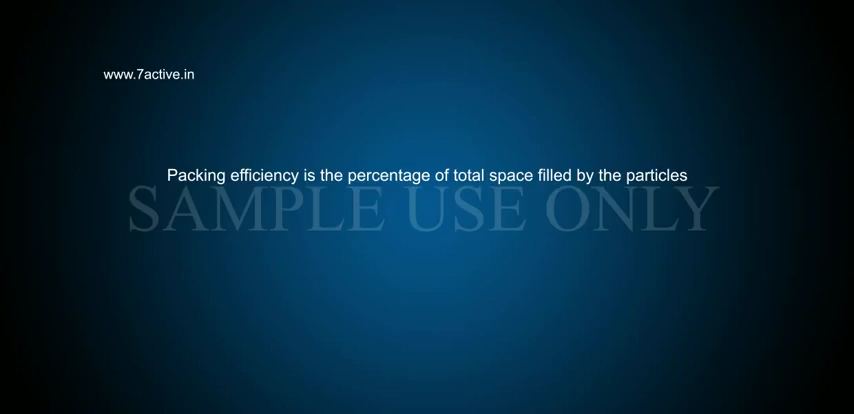 www.7active.in
Packing efficiency is the percentage of total space filled by the particles
SAMPLE USE ONLY